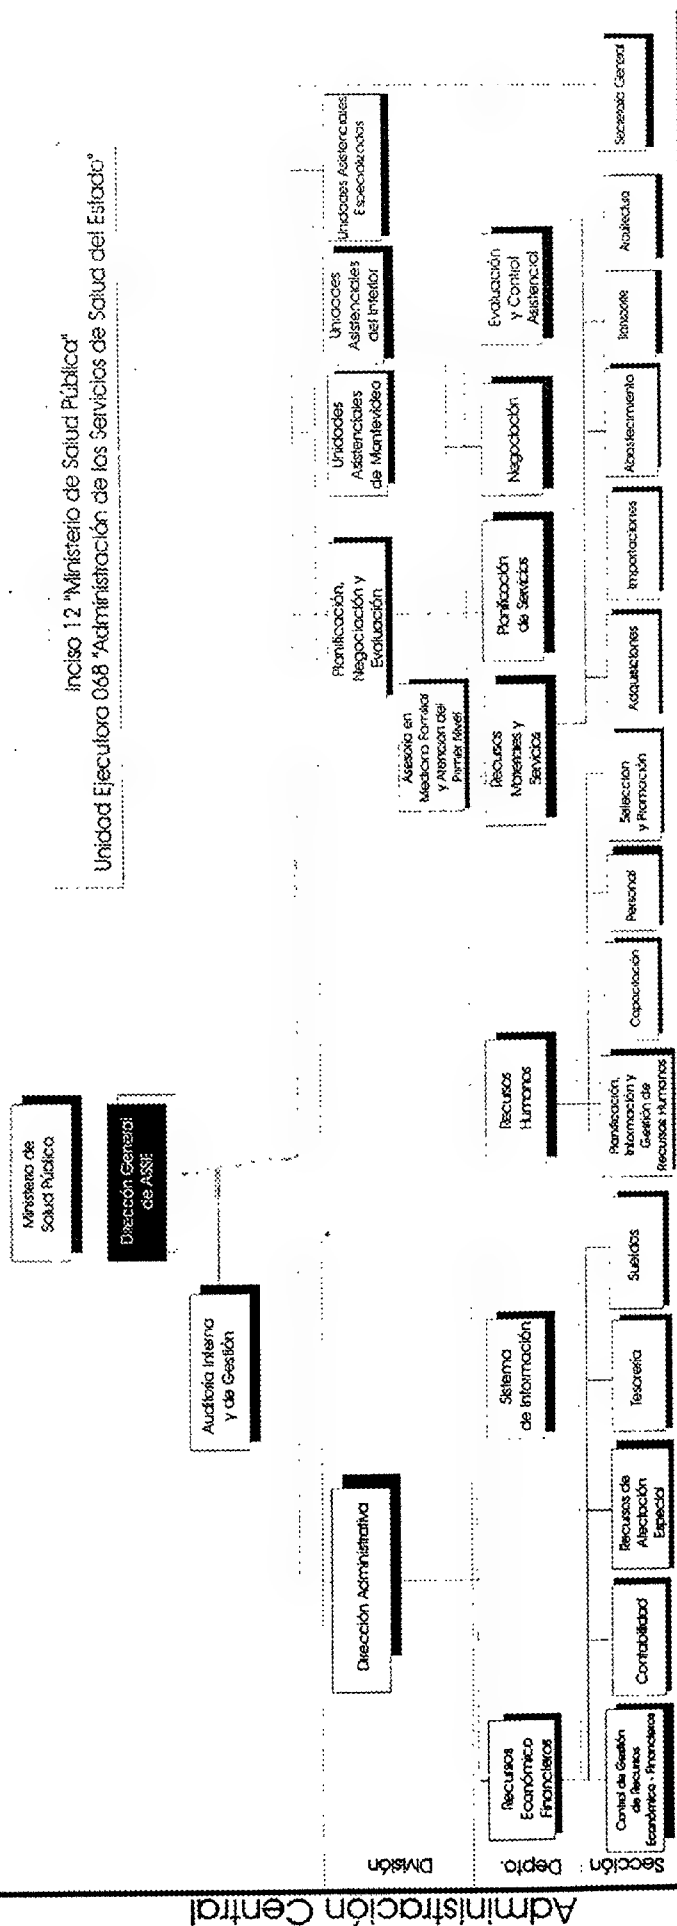 Inciso 12 "Ministerio de Salud Pública"
Unidad Ejecutora 068 "Administración de los Servicios de Salud del Estado"
Ministerio de
Salud Pública
Dirección General
de ASSE
Auditoría Interna
y de Gestión
Administración Central
División
Dirección Administrativa
Planificación,
Negociación y
Evaluación
Unidades
Asistenciales
de Montevideo
Unidades
Asistenciales
del Interior
Unidades Asistenciales
Especializadas
Asesoría en
Medicina Familiar
y Atención del
Primer Nivel
Depto.
Recursos
Económico
Financieros
Sistema
de Información
Recursos
Humanos
Recursos
Materiales y
Servicios
Planificación
de Servicios
Negociación
Evaluación
y Control
Asistencial
Sección
Control de Gestión
de Recursos
Económico - Financieros
Contabilidad
Recursos de
Afectación
Especial
Tesorería
Sueldos
Planificación,
Información y
Gestión de
Recursos Humanos
Capacitación
Personal
Selección
y Promoción
Adquisiciones
Importaciones
Abastecimiento
Transporte
Arquitectura
Secretaría General